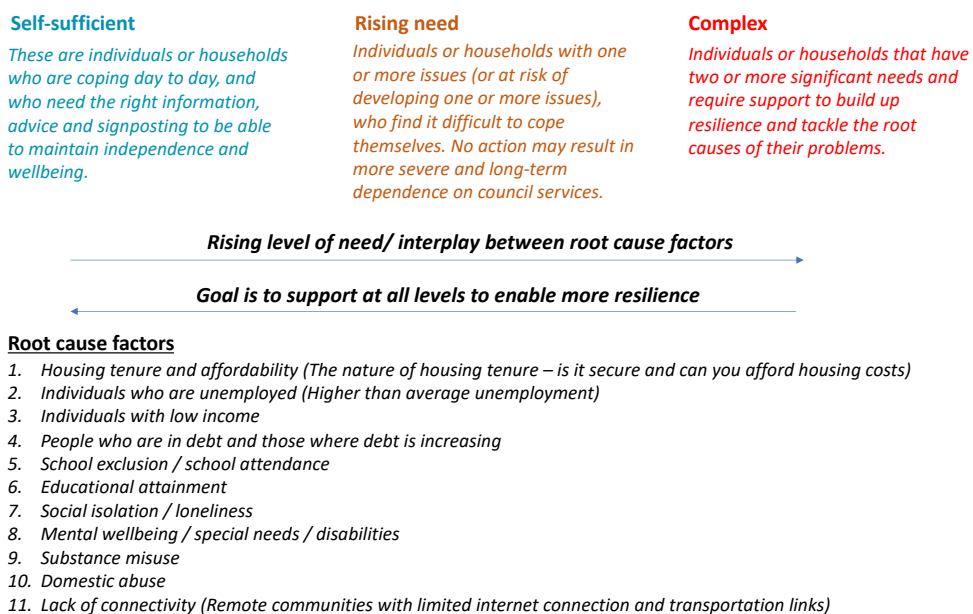 Self-sufficient
These are individuals or households
who are coping day to day, and
who need the right information,
advice and signposting to be able
to maintain independence and
wellbeing.
Rising need
Individuals or households with one
or more issues (or at risk of
developing one or more issues),
who find it difficult to cope
themselves. No action may result in
more severe and long-term
dependence on council services.
Complex
Individuals or households that have
two or more significant needs and
require support to build up
resilience and tackle the root
causes of their problems.
Rising level of need/ interplay between root cause factors
Goal is to support at all levels to enable more resilience
Root cause factors
1. Housing tenure and affordability (The nature of housing tenure – is it secure and can you afford housing costs)
2. Individuals who are unemployed (Higher than average unemployment)
3. Individuals with low income
4. People who are in debt and those where debt is increasing
5. School exclusion / school attendance
6. Educational attainment
7. Social isolation / loneliness
8. Mental wellbeing / special needs / disabilities
9. Substance misuse
10. Domestic abuse
11. Lack of connectivity (Remote communities with limited internet connection and transportation links)